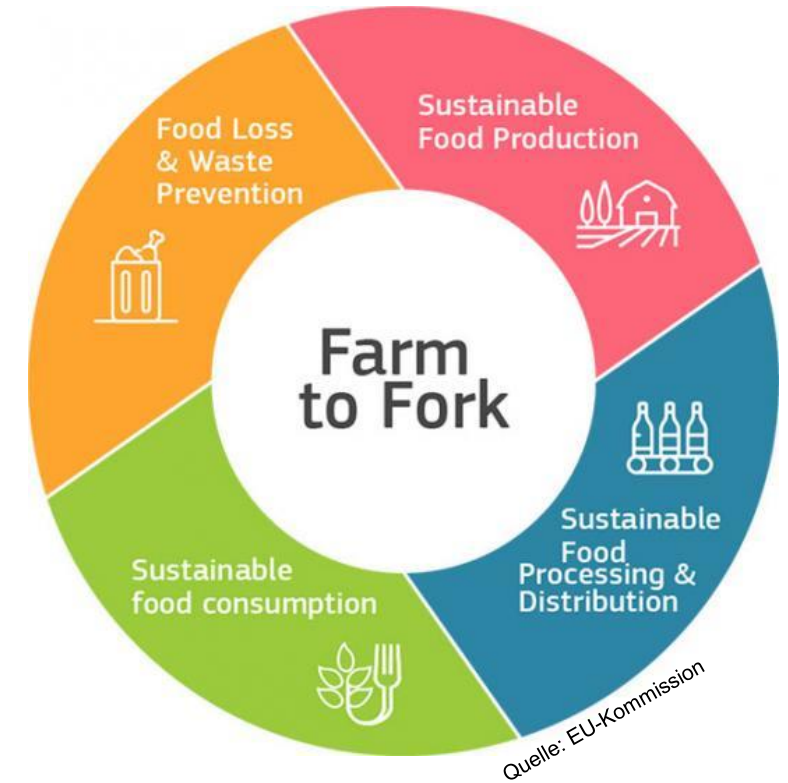 Farm
to Fork
Sustainable
Food Production
Sustainable
Food
Processing &
Distribution
Sustainable
food consumption
Food Loss
& Waste
Prevention
Quelle: EU-Kommission